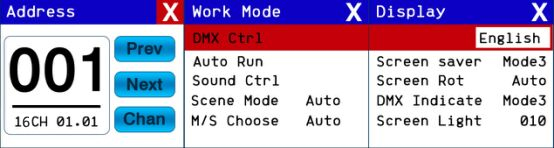 Address X
001
16CH 01.01
Prev
Next
Chan
Work Mode X
DMX Ctrl
Auto Run
Sound Ctrl
Scene Mode Auto
M/S Choose Auto
Display X
English
Screen saver Mode3
Screen Rot Auto
DMX Indicate Mode3
Screen Light 010